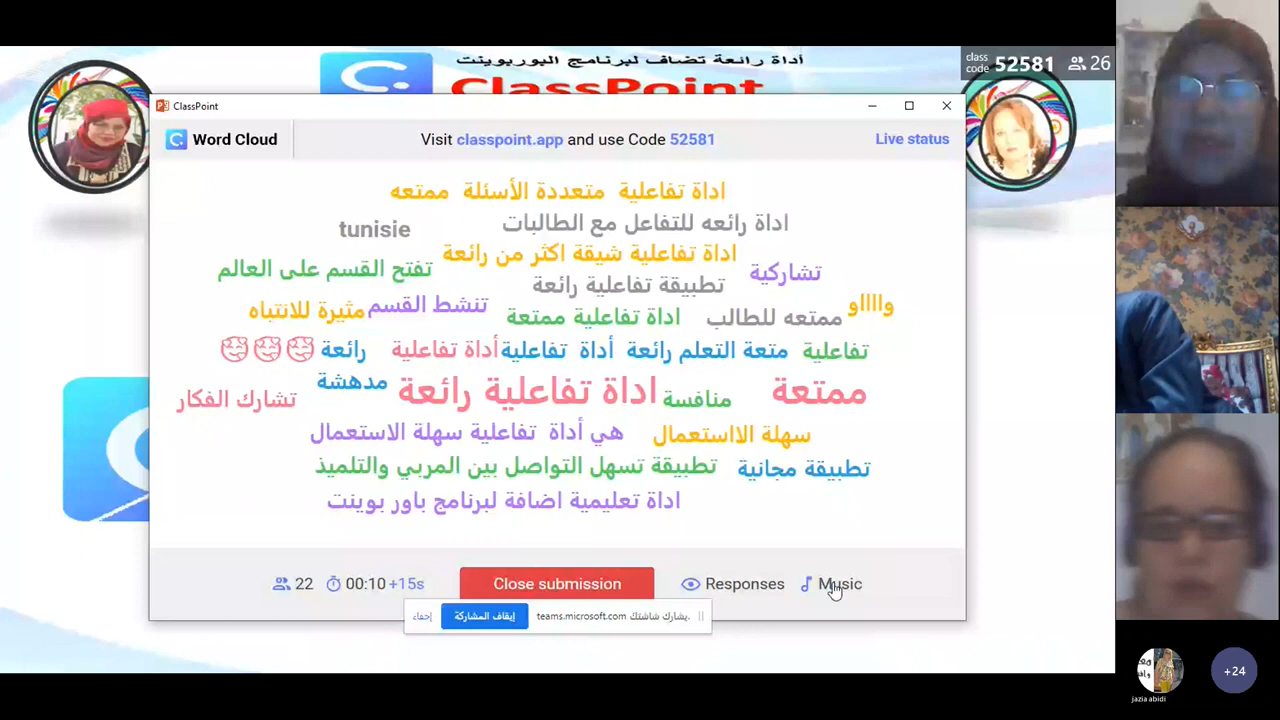 أداة رائعة تضاف لبرنامج البوربوينت
ClassPoint
class code 52581 26
ClassPoint
Word Cloud
Visit classpoint.app and use Code 52581
Live status
اداة تفاعلية متعددة الأسئلة ممتعه
اداة رائعه للتفاعل مع الطالبات
tunisie
اداة تفاعلية شيقة اكثر من رائعة
تفتح القسم على العالم
تشاركية
تطبيقة تفاعلية رائعة
واااو
تنشط القسم
مثيرة للانتباه
ممتعه للطالب
اداة تفاعلية ممتعة
تفاعلية
متعة التعلم رائعة
أداة تفاعلية
أداة تفاعلية
رائعة
🥰🥰🥰
مدهشة
ممتعة
منافسة
اداة تفاعلية رائعة
تشارك الفكار
سهلة الااستعمال
هي أداة تفاعلية سهلة الاستعمال
تطبيقة مجانية
تطبيقة تسهل التواصل بين المربي والتلميذ
اداة تعليمية اضافة لبرنامج باور بوينت
22 00:10 +15s
Close submission
Responses
Music
teams.microsoft.com يشارك شاشتك.
إيقاف المشاركة
إخفاء
jazia abidi
+24